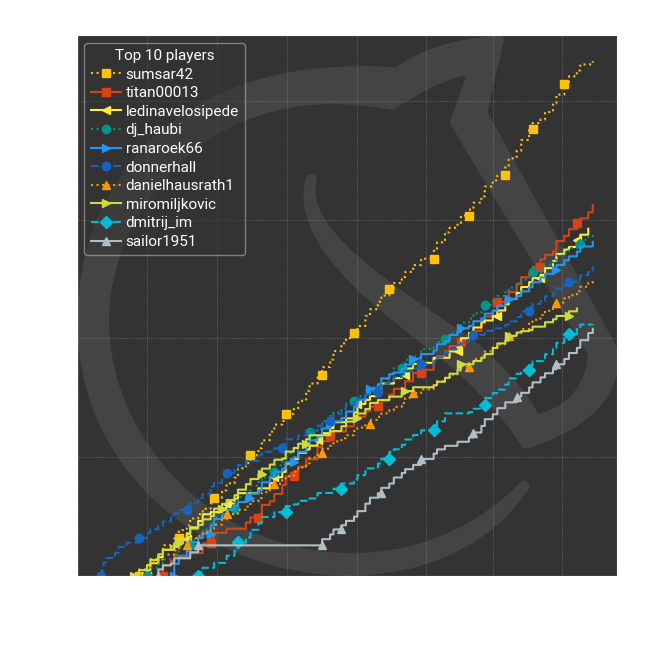 Top 10 players
sumsar42
titan00013
ledinavelosipede
dj_haubi
ranaroek66
donnerhall
danielhausrath1
miromiljkovic
dmitrij_im
sailor1951